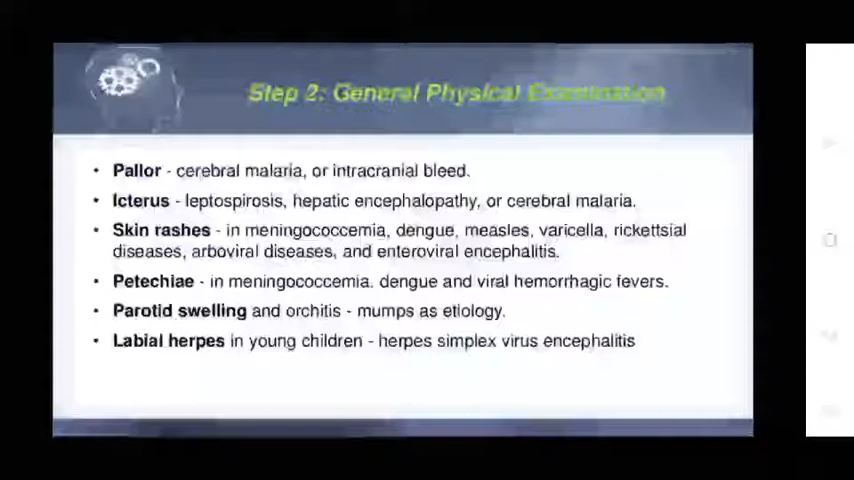 Step 2: General Physical Examination
• Pallor - cerebral malaria, or intracranial bleed.
• Icterus - leptospirosis, hepatic encephalopathy, or cerebral malaria.
• Skin rashes - in meningococcemia, dengue, measles, varicella, rickettsial
diseases, arboviral diseases, and enteroviral encephalitis.
• Petechiae - in meningococcemia. dengue and viral hemorrhagic fevers.
• Parotid swelling and orchitis - mumps as etiology.
• Labial herpes in young children - herpes simplex virus encephalitis